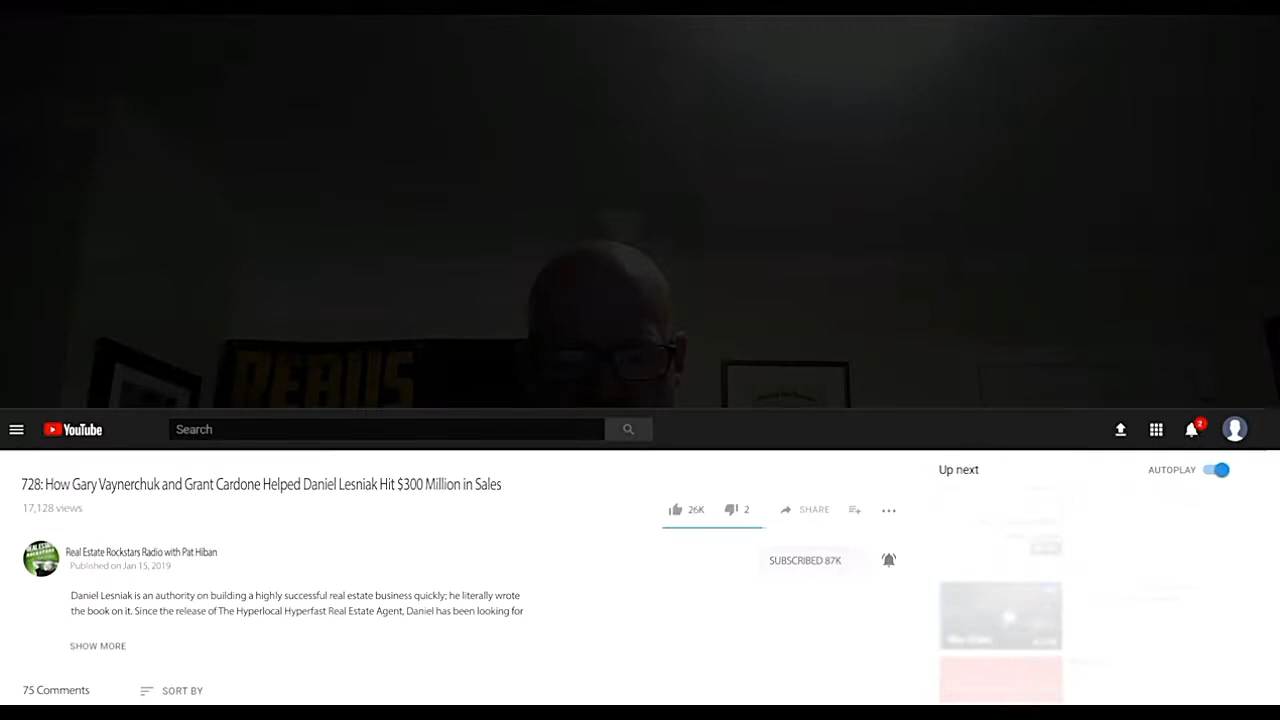 REBUS
YouTube
Search
2
728: How Gary Vaynerchuk and Grant Cardone Helped Daniel Lesniak Hit $300 Million in Sales
17,128 views
26K
2
SHARE
Up next
AUTOPLAY
Real Estate Rockstars Radio with Pat Hiban
Published on Jan 15, 2019
SUBSCRIBED 87K
Daniel Lesniak is an authority on building a highly successful real estate business quickly; he literally wrote
the book on it. Since the release of The Hyperlocal Hyperfast Real Estate Agent, Daniel has been looking for
SHOW MORE
75 Comments
SORT BY